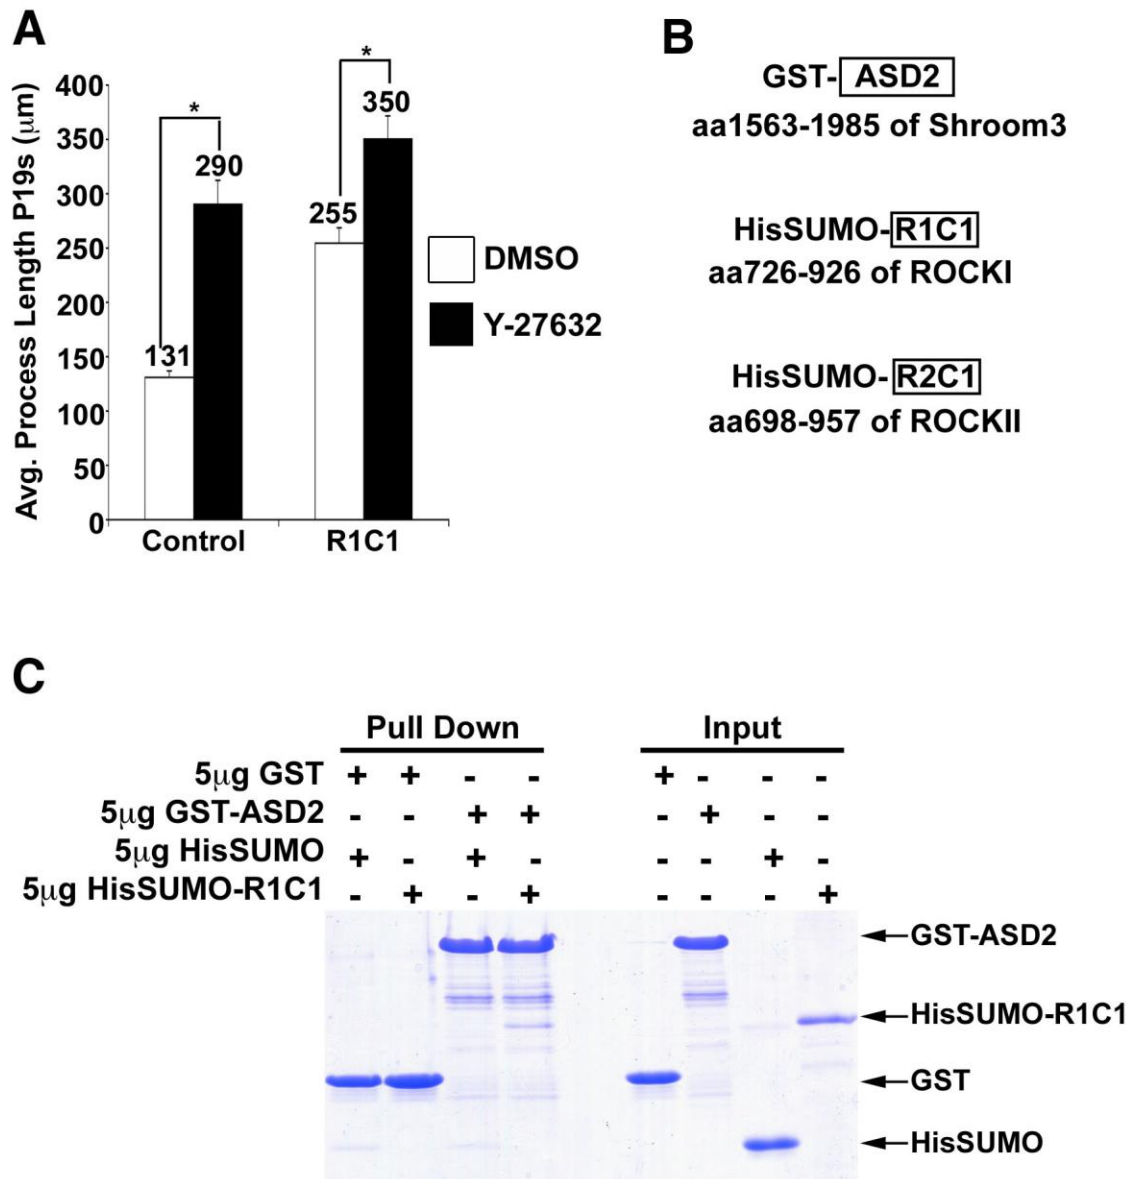 A
Avg. Process Length P19s (μm)
400
350
300
250
200
150
100
50
0
*
*
131
290
255
350
Control
R1C1
DMSO
Y-27632
B
GST-ASD2
aa1563-1985 of Shroom3
HisSUMO-R1C1
aa726-926 of ROCKI
HisSUMO-R2C1
aa698-957 of ROCKII
C
Pull Down Input
5μg GST + + - - + - - -
5μg GST-ASD2 - - + + - + - -
5μg HisSUMO + - + - - - + -
5μg HisSUMO-R1C1 - + - + - - - +
GST-ASD2
HisSUMO-R1C1
GST
HisSUMO